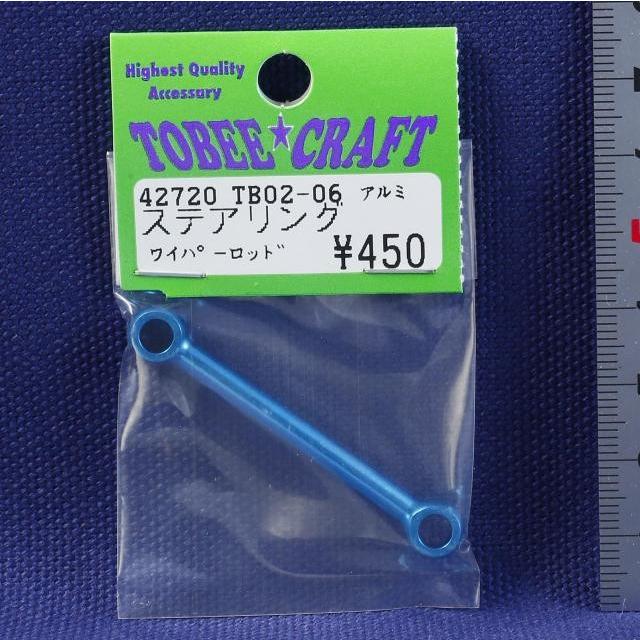 Highest Quality
Accessury
TOBEE★CRAFT
42720 TB02-06 アルミ
ステアリング
ワイパーロッド ¥450